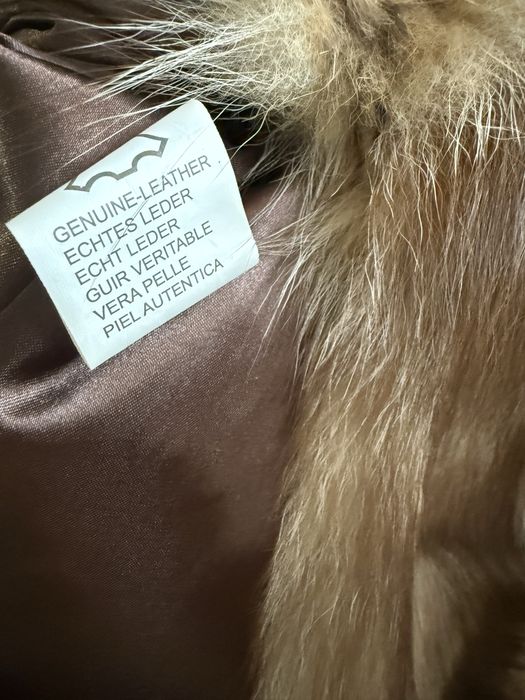 GENUINE-LEATHER
ECHTES LEDER
ECHT LEDER
GUIR VERITABLE
VERA PELLE
PIEL AUTENTICA